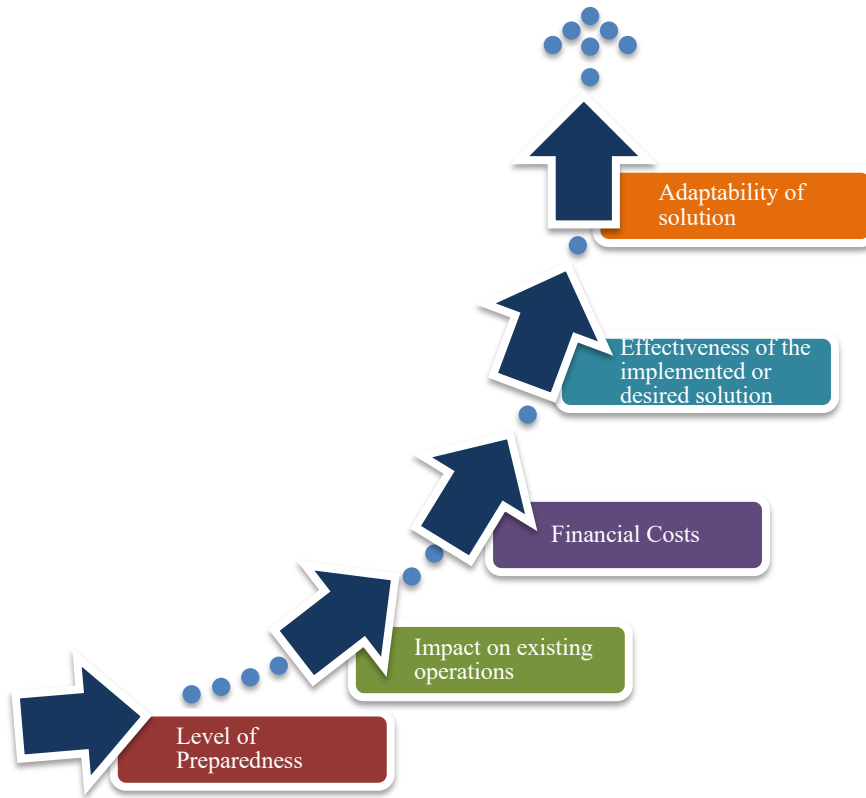 Adaptability of
solution
Effectiveness of the
implemented or
desired solution
Financial Costs
Impact on existing
operations
Level of
Preparedness